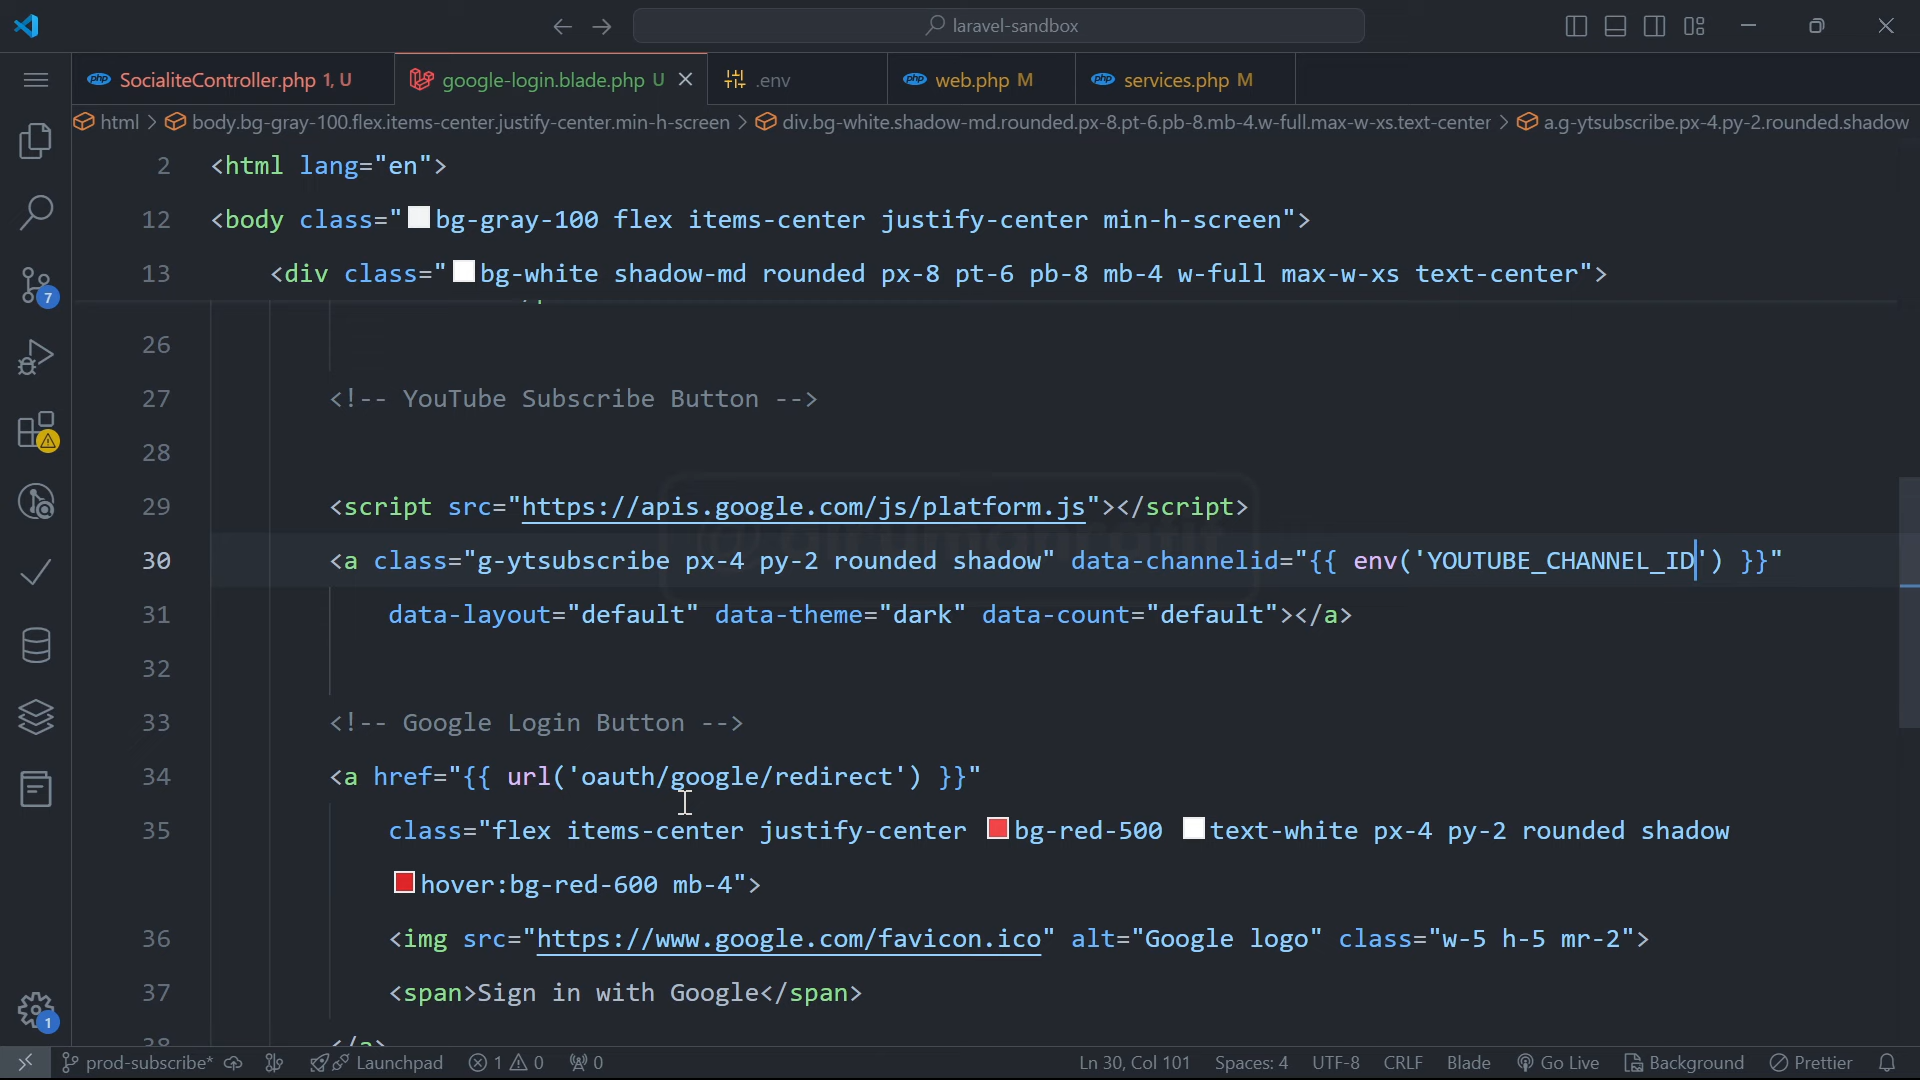 laravel-sandbox
SocialiteController.php 1, U
google-login.blade.php U
.env
web.php M
services.php M
html > body.bg-gray-100.flex.items-center.justify-center.min-h-screen > div.bg-white.shadow-md.rounded.px-8.pt-6.pb-8.mb-4.w-full.max-w-xs.text-center > a.g-ytsubscribe.px-4.py-2.rounded.shadow
2 <html lang="en">
12 <body class="bg-gray-100 flex items-center justify-center min-h-screen">
13 <div class="bg-white shadow-md rounded px-8 pt-6 pb-8 mb-4 w-full max-w-xs text-center">
26
27 <!-- YouTube Subscribe Button -->
28
29 <script src="https://apis.google.com/js/platform.js"></script>
30 <a class="g-ytsubscribe px-4 py-2 rounded shadow" data-channelid="{{ env('YOUTUBE_CHANNEL_ID') }}"
31 data-layout="default" data-theme="dark" data-count="default"></a>
32
33 <!-- Google Login Button -->
34 <a href="{{ url('oauth/google/redirect') }}"
35 class="flex items-center justify-center bg-red-500 text-white px-4 py-2 rounded shadow
hover:bg-red-600 mb-4">
36 <img src="https://www.google.com/favicon.ico" alt="Google logo" class="w-5 h-5 mr-2">
37 <span>Sign in with Google</span>
38 </a>
7
1
prod-subscribe* Launchpad 1 0 0 Ln 30, Col 101 Spaces: 4 UTF-8 CRLF Blade Go Live Background Prettier